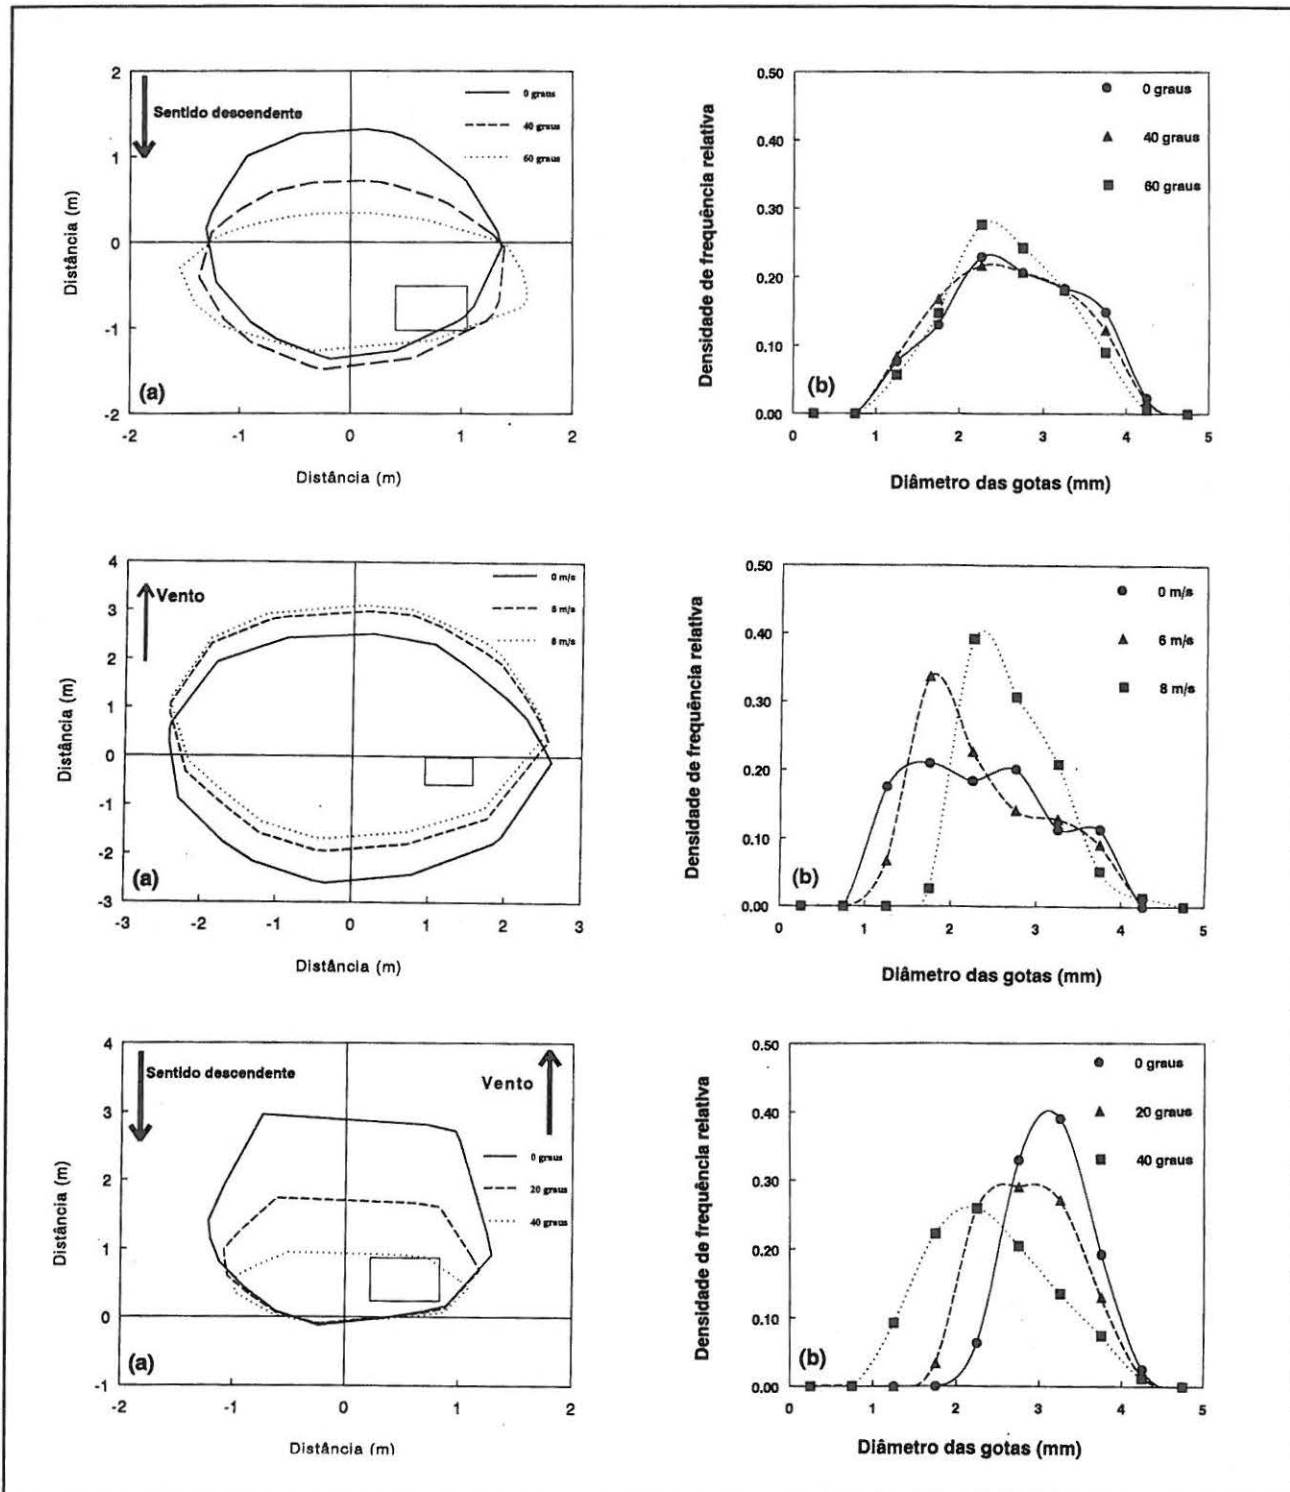 2
1
0
-1
-2
-2
-1
0
1
2
Sentido descendente
0 graus
40 graus
60 graus
(a)
Distância (m)
Distância (m)
0.50
0.40
0.30
0.20
0.10
0.00
0
1
2
3
4
5
0 graus
40 graus
60 graus
(b)
Densidade de frequência relativa
Diâmetro das gotas (mm)
4
3
2
1
0
-1
-2
-3
-3
-2
-1
0
1
2
3
Vento
0 m/s
6 m/s
8 m/s
(a)
Distância (m)
Distância (m)
0.50
0.40
0.30
0.20
0.10
0.00
0
1
2
3
4
5
0 m/s
6 m/s
8 m/s
(b)
Densidade de frequência relativa
Diâmetro das gotas (mm)
4
3
2
1
0
-1
-2
-1
0
1
2
Sentido descendente
Vento
0 graus
20 graus
40 graus
(a)
Distância (m)
Distância (m)
0.50
0.40
0.30
0.20
0.10
0.00
0
1
2
3
4
5
0 graus
20 graus
40 graus
(b)
Densidade de frequência relativa
Diâmetro das gotas (mm)